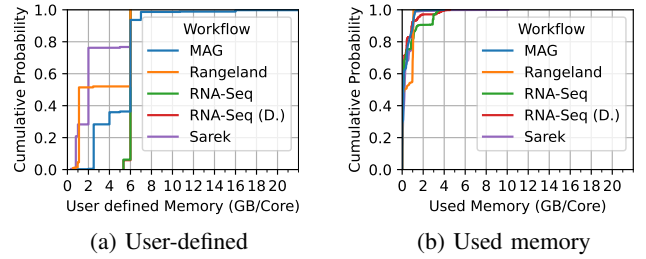 Cumulative Probability
1.0
0.8
0.6
0.4
0.2
0.0
Workflow
MAG
Rangeland
RNA-Seq
RNA-Seq (D.)
Sarek
0 2 4 6 8 10 12 14 16 18 20
User defined Memory (GB/Core)
(a) User-defined
Cumulative Probability
1.0
0.8
0.6
0.4
0.2
0.0
Workflow
MAG
Rangeland
RNA-Seq
RNA-Seq (D.)
Sarek
0 2 4 6 8 10 12 14 16 18 20
Used Memory (GB/Core)
(b) Used memory